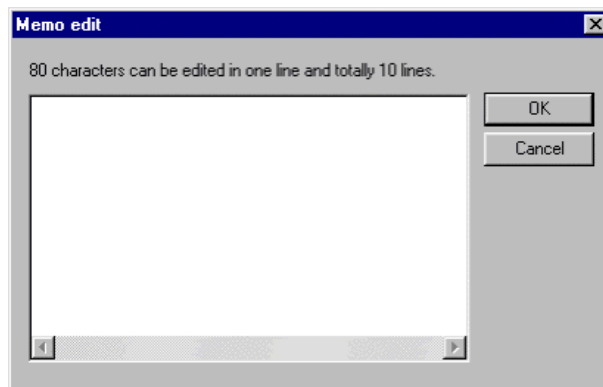 Memo edit
80 characters can be edited in one line and totally 10 lines.
OK
Cancel